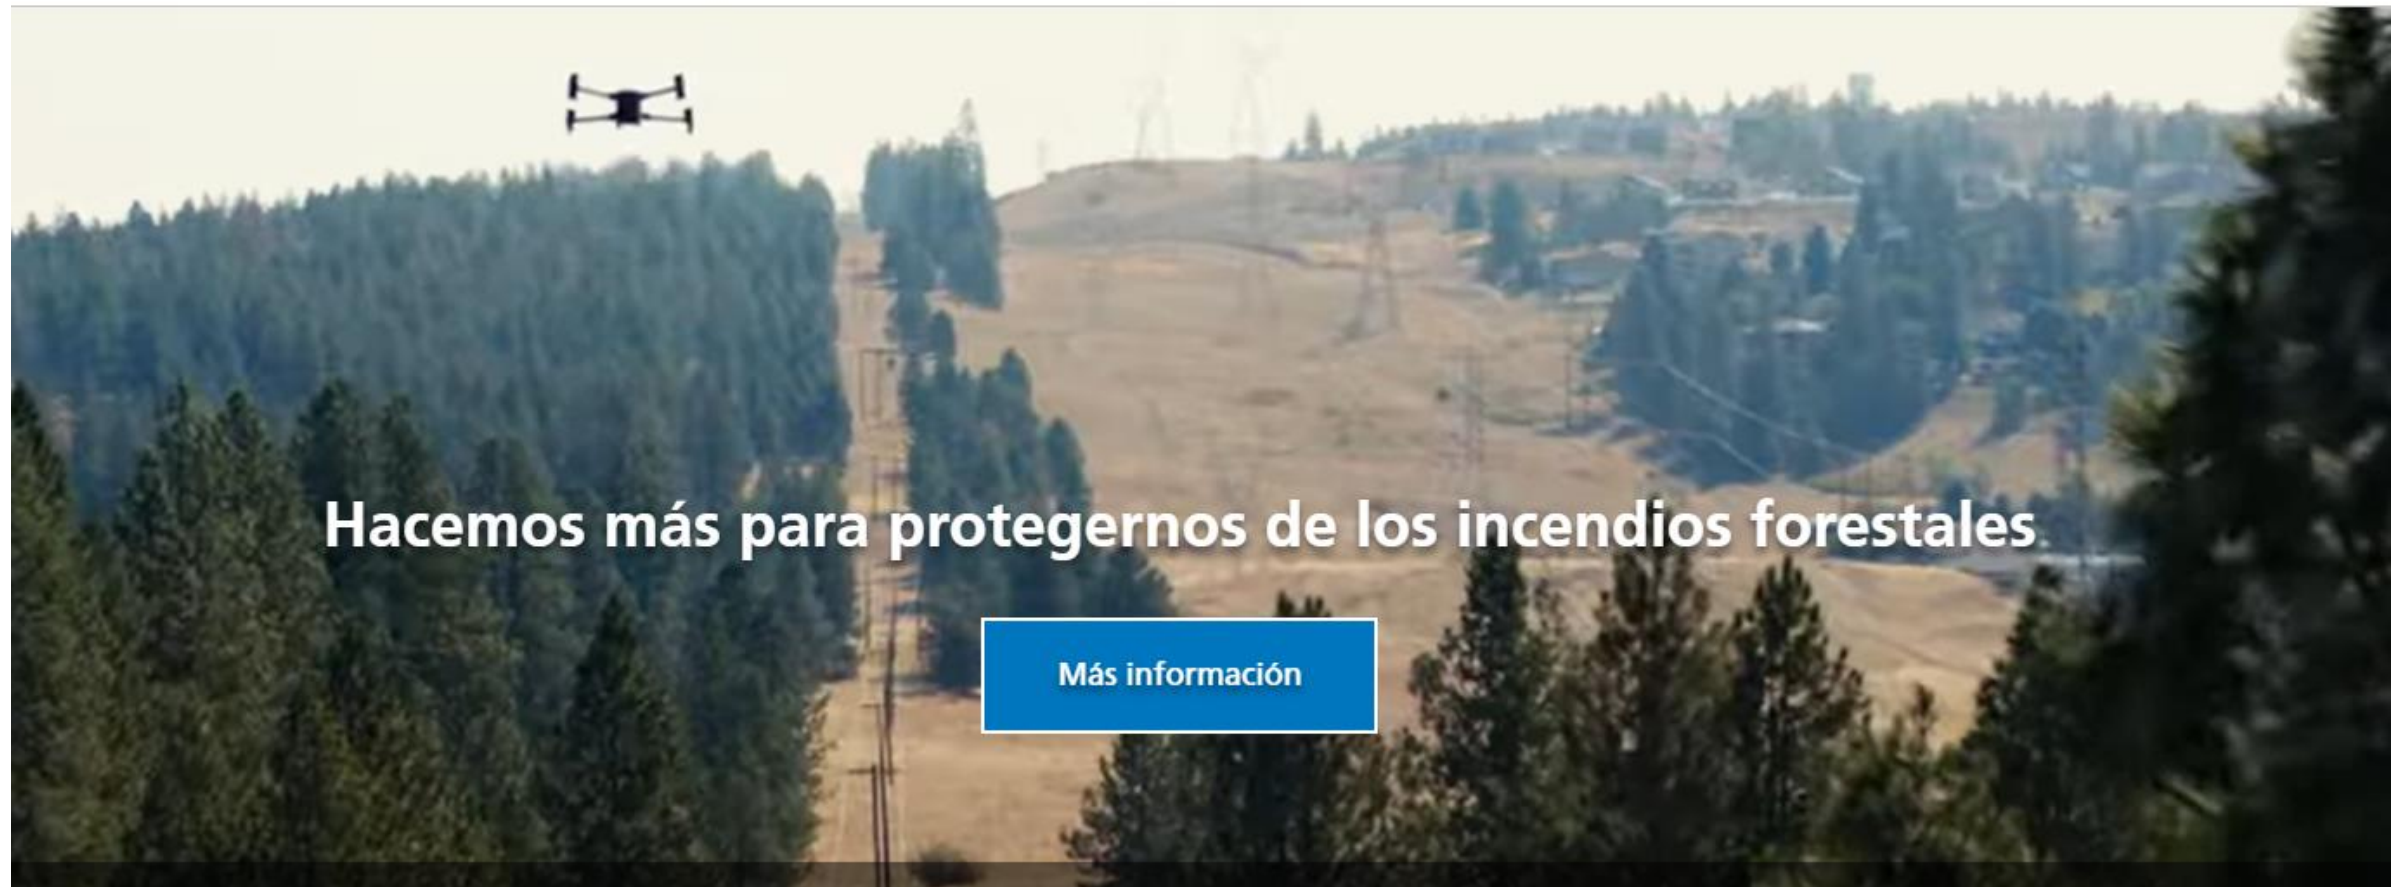 Hacemos más para protegernos de los incendios forestales
Más información